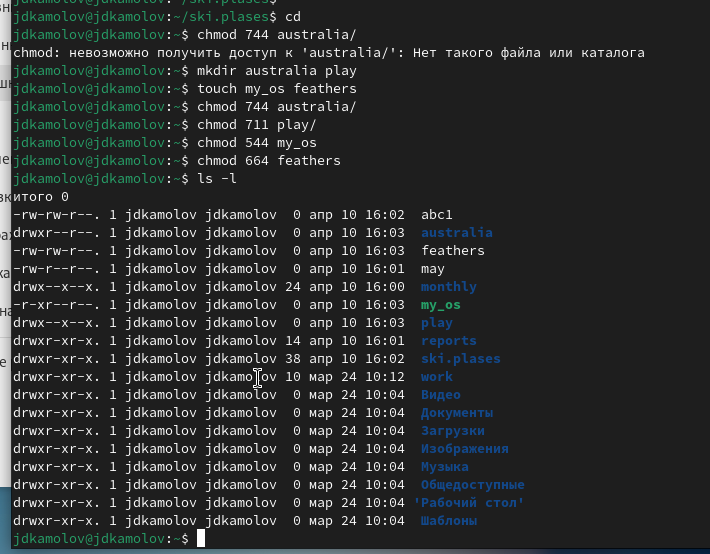 jdkamolov@jdkamolov:~/ski.plases$
jdkamolov@jdkamolov:~/ski.plases$ cd
jdkamolov@jdkamolov:~$ chmod 744 australia/
chmod: невозможно получить доступ к 'australia/': Нет такого файла или каталога
jdkamolov@jdkamolov:~$ mkdir australia play
jdkamolov@jdkamolov:~$ touch my_os feathers
jdkamolov@jdkamolov:~$ chmod 744 australia/
jdkamolov@jdkamolov:~$ chmod 711 play/
jdkamolov@jdkamolov:~$ chmod 544 my_os
jdkamolov@jdkamolov:~$ chmod 664 feathers
jdkamolov@jdkamolov:~$ ls -l
итого 0
-rw-rw-r--. 1 jdkamolov jdkamolov  0 апр 10 16:02  abc1
drwxr--r--. 1 jdkamolov jdkamolov  0 апр 10 16:03  australia
-rw-rw-r--. 1 jdkamolov jdkamolov  0 апр 10 16:03  feathers
-rw-r--r--. 1 jdkamolov jdkamolov  0 апр 10 16:01  may
drwx--x--x. 1 jdkamolov jdkamolov 24 апр 10 16:00  monthly
-r-xr--r--. 1 jdkamolov jdkamolov  0 апр 10 16:03  my_os
drwx--x--x. 1 jdkamolov jdkamolov  0 апр 10 16:03  play
drwxr-xr-x. 1 jdkamolov jdkamolov 14 апр 10 16:01  reports
drwxr-xr-x. 1 jdkamolov jdkamolov 38 апр 10 16:02  ski.plases
drwxr-xr-x. 1 jdkamolov jdkamolov 10 мар 24 10:12  work
drwxr-xr-x. 1 jdkamolov jdkamolov  0 мар 24 10:04  Видео
drwxr-xr-x. 1 jdkamolov jdkamolov  0 мар 24 10:04  Документы
drwxr-xr-x. 1 jdkamolov jdkamolov  0 мар 24 10:04  Загрузки
drwxr-xr-x. 1 jdkamolov jdkamolov  0 мар 24 10:04  Изображения
drwxr-xr-x. 1 jdkamolov jdkamolov  0 мар 24 10:04  Музыка
drwxr-xr-x. 1 jdkamolov jdkamolov  0 мар 24 10:04  Общедоступные
drwxr-xr-x. 1 jdkamolov jdkamolov  0 мар 24 10:04 'Рабочий стол'
drwxr-xr-x. 1 jdkamolov jdkamolov  0 мар 24 10:04  Шаблоны
jdkamolov@jdkamolov:~$